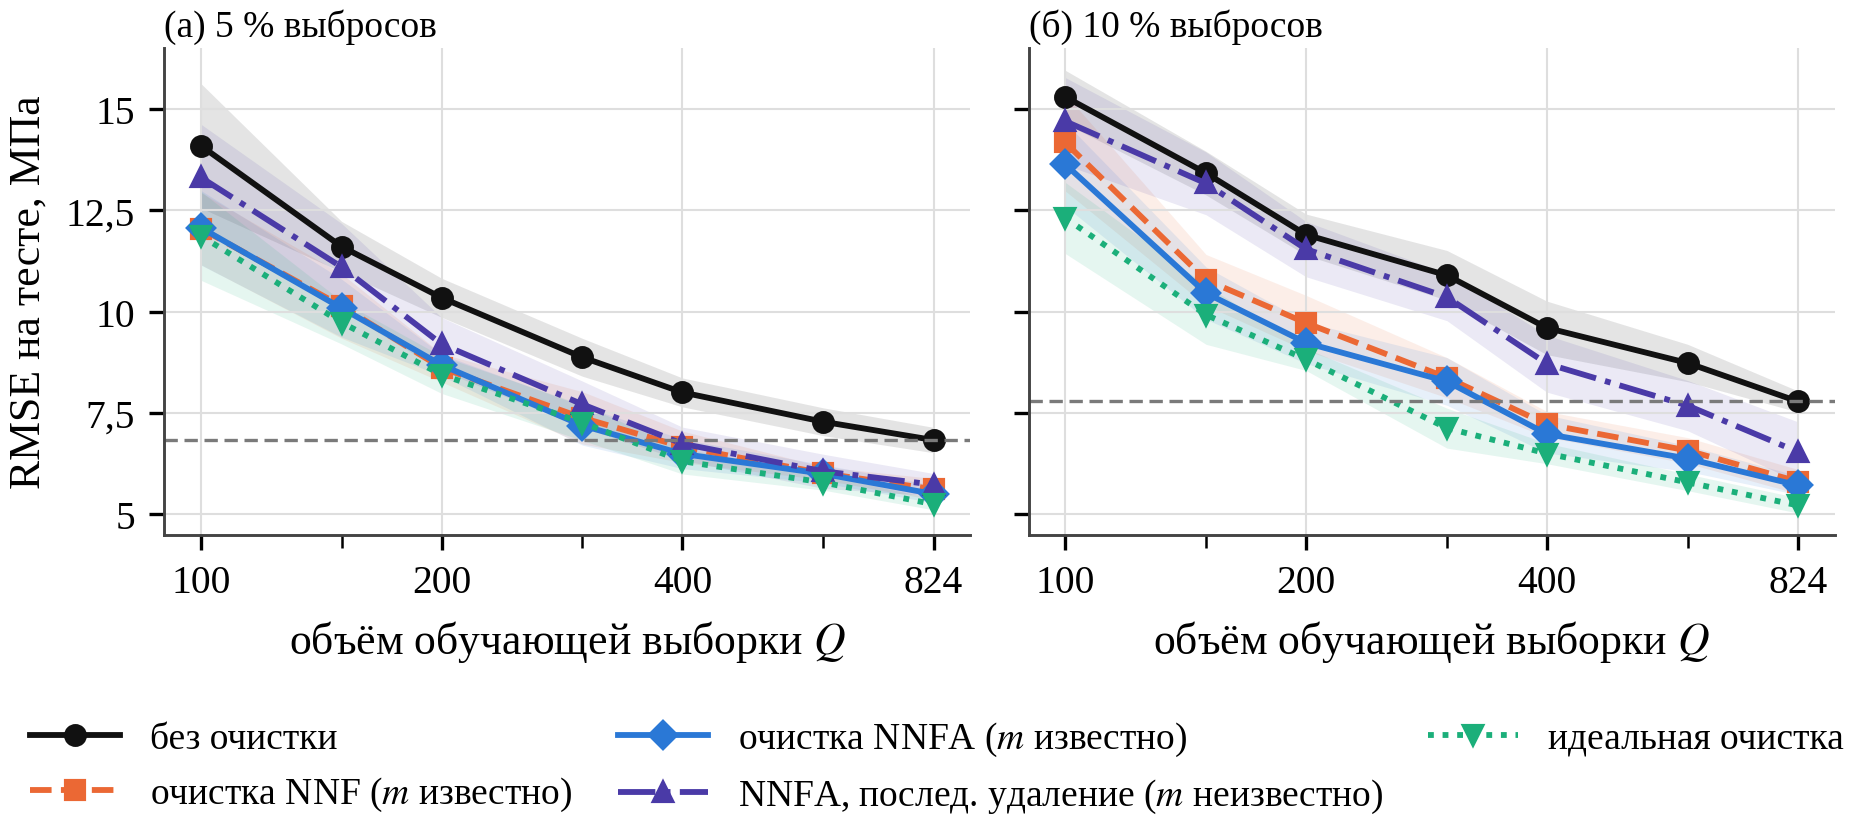 (а) 5 % выбросов
(б) 10 % выбросов
RMSE на тесте, МПа
15
12,5
10
7,5
5
100
200
400
824
100
200
400
824
объём обучающей выборки Q
объём обучающей выборки Q
без очистки
очистка NNFA (m известно)
идеальная очистка
очистка NNF (m известно)
NNFA, послед. удаление (m неизвестно)